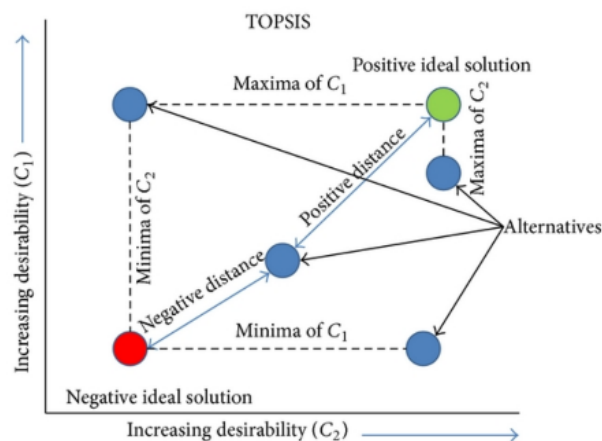 TOPSIS
Positive ideal solution
Maxima of C1
Maxima of C2
Increasing desirability (C1)
Minima of C2
Positive distance
Alternatives
Negative distance
Minima of C1
Negative ideal solution
Increasing desirability (C2)